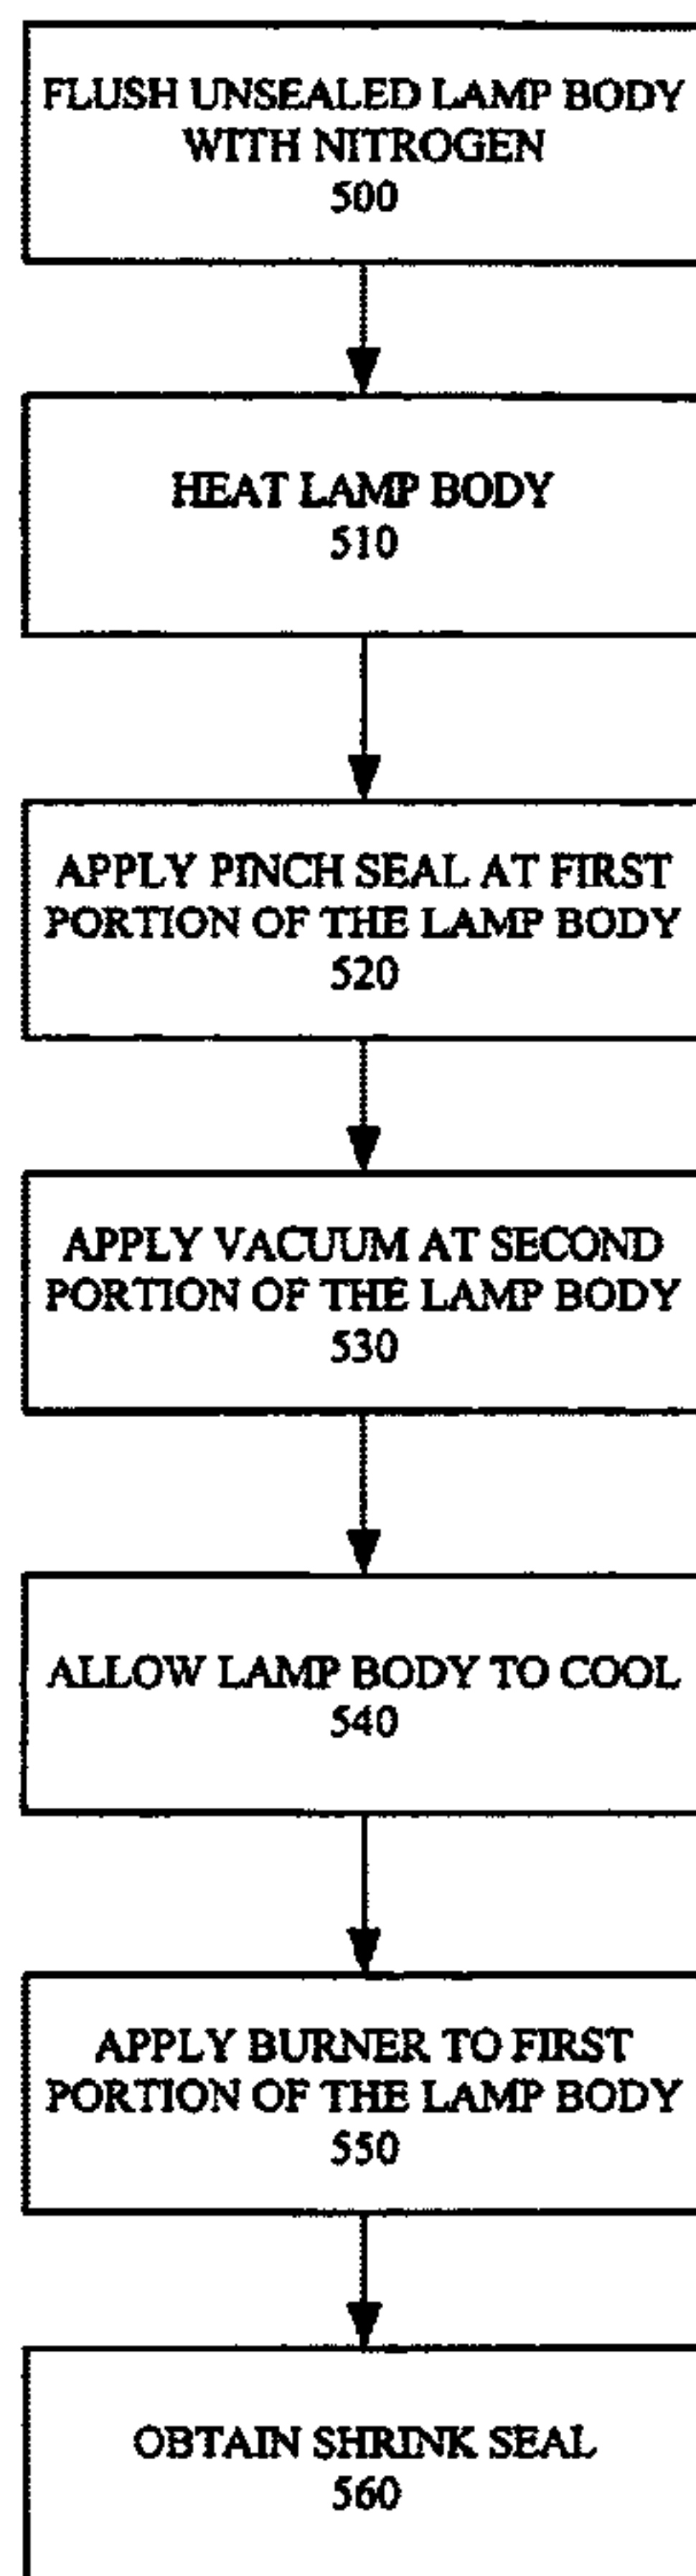 FLUSH UNSEALED LAMP BODY
WITH NITROGEN
500
HEAT LAMP BODY
510
APPLY PINCH SEAL AT FIRST
PORTION OF THE LAMP BODY
520
APPLY VACUUM AT SECOND
PORTION OF THE LAMP BODY
530
ALLOW LAMP BODY TO COOL
540
APPLY BURNER TO FIRST
PORTION OF THE LAMP BODY
550
OBTAIN SHRINK SEAL
560